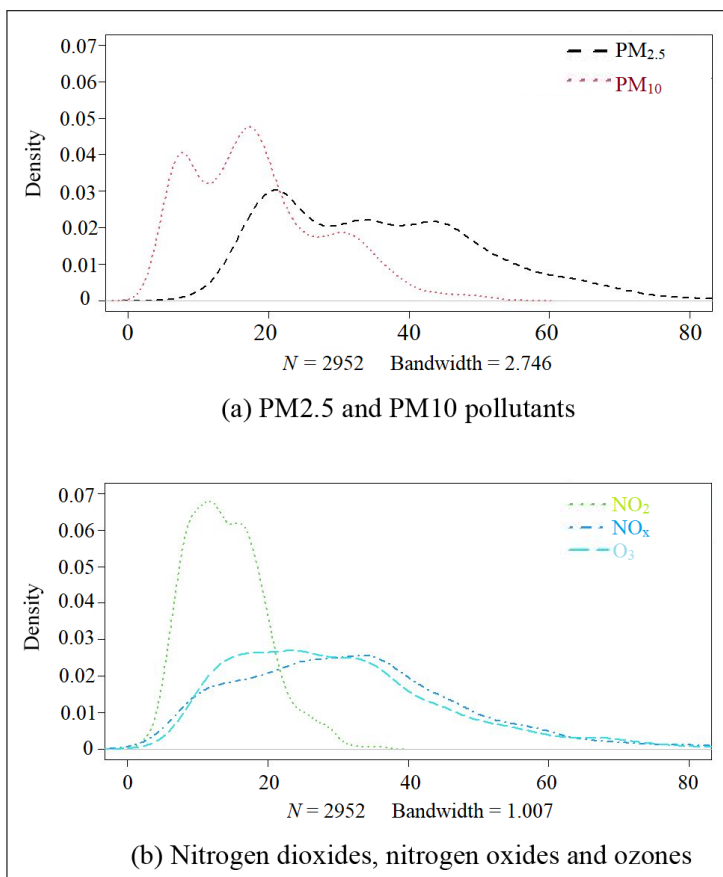 0.07
0.06
0.05
0.04
0.03
0.02
0.01
0
Density
PM2.5
PM10
0 20 40 60 80
N = 2952 Bandwidth = 2.746
(a) PM2.5 and PM10 pollutants
0.07
0.06
0.05
0.04
0.03
0.02
0.01
0
Density
NO2
NOx
O3
0 20 40 60 80
N = 2952 Bandwidth = 1.007
(b) Nitrogen dioxides, nitrogen oxides and ozones